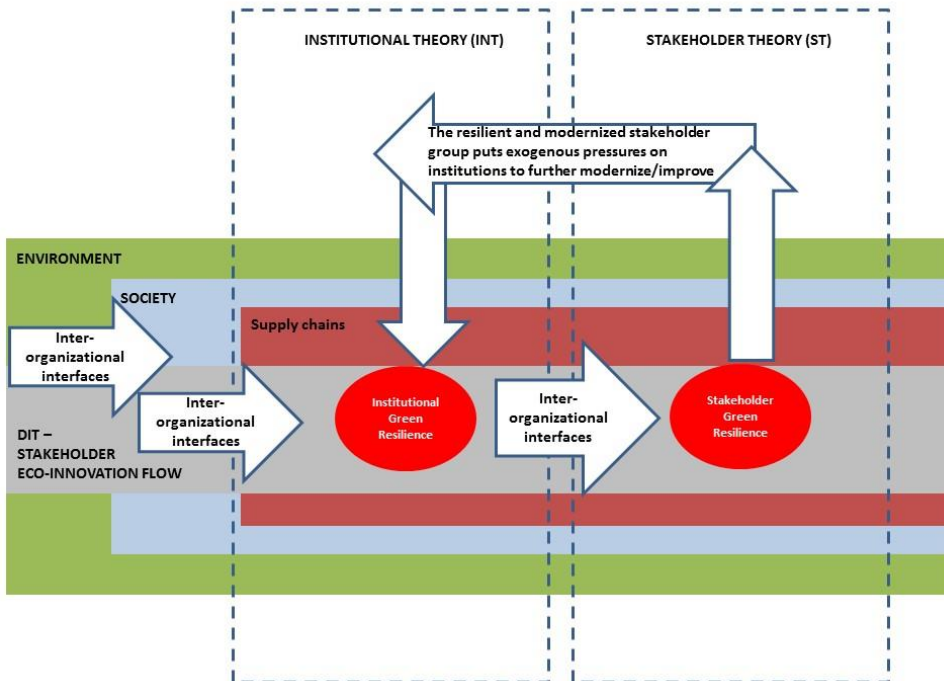 INSTITUTIONAL THEORY (INT)
STAKEHOLDER THEORY (ST)
The resilient and modernized stakeholder
group puts exogenous pressures on
institutions to further modernize/improve
ENVIRONMENT
SOCIETY
Supply chains
Inter-
organizational
interfaces
Inter-
organizational
interfaces
Institutional
Green
Resilience
Inter-
organizational
interfaces
Stakeholder
Green
Resilience
DIT –
STAKEHOLDER
ECO-INNOVATION FLOW